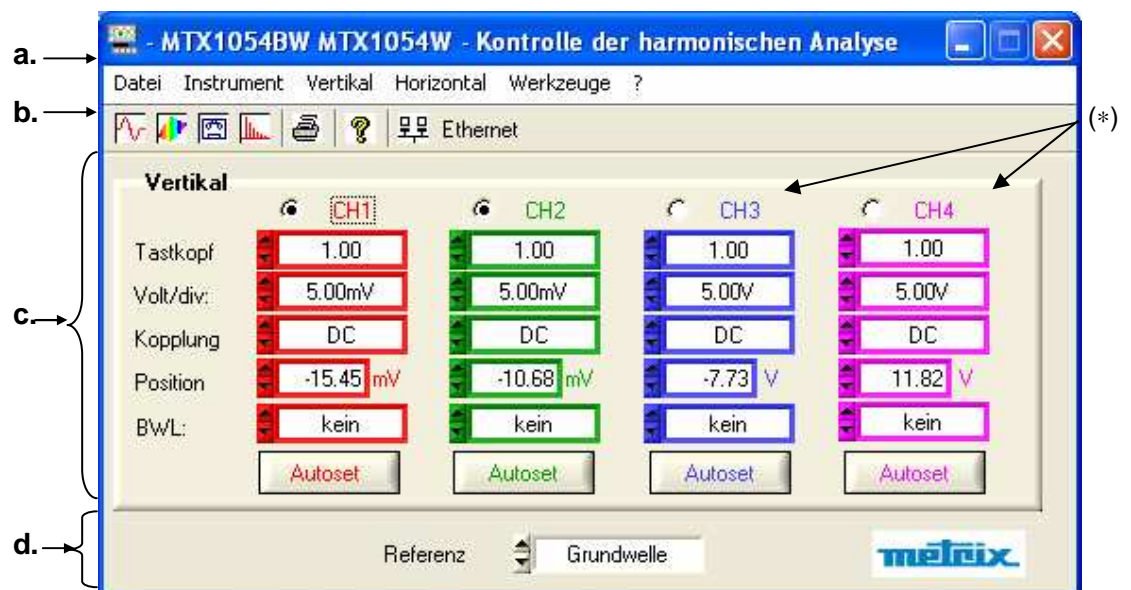 - MTX1054BW MTX1054W - Kontrolle der harmonischen Analyse
a.
Datei Instrument Vertikal Horizontal Werkzeuge ?
b.
Ethernet
(*)
Vertikal
CH1 CH2 CH3 CH4
Tastkopf 1.00 1.00 1.00 1.00
Volt/div: 5.00mV 5.00mV 5.00V 5.00V
c.
Kopplung DC DC DC DC
Position -15.45 mV -10.68 mV -7.73 V 11.82 V
BWL: kein kein kein kein
Autoset Autoset Autoset Autoset
d.
Referenz Grundwelle metrix